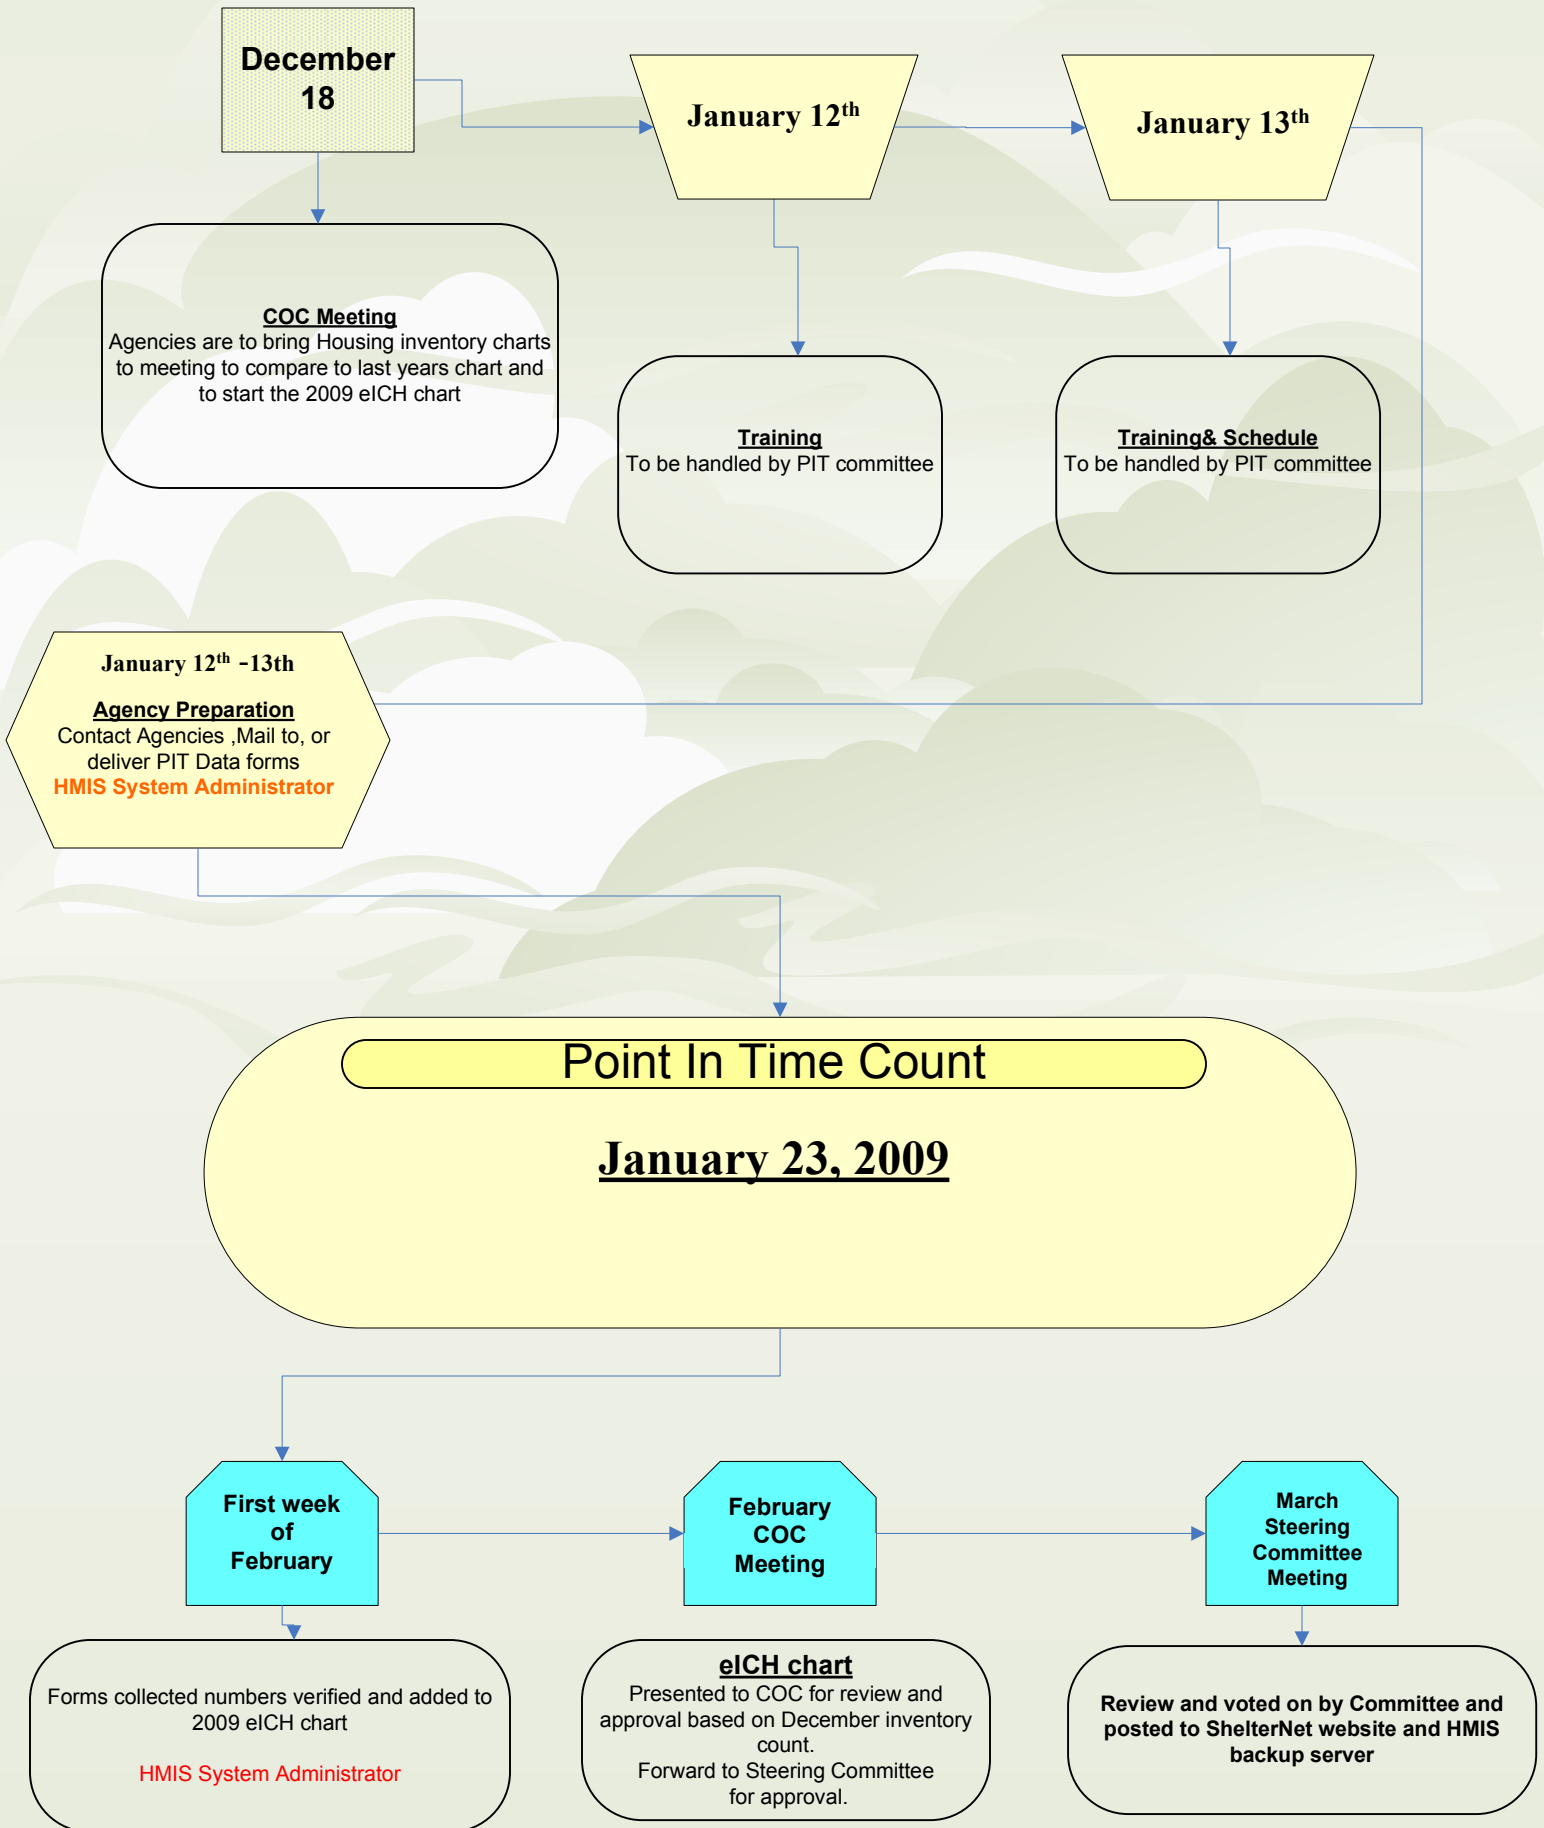 December
18
January 12th
January 13th
COC Meeting
Agencies are to bring Housing inventory charts
to meeting to compare to last years chart and
to start the 2009 eICH chart
Training
To be handled by PIT committee
Training& Schedule
To be handled by PIT committee
January 12th -13th
Agency Preparation
Contact Agencies ,Mail to, or
deliver PIT Data forms
HMIS System Administrator
Point In Time Count
January 23, 2009
First week
of
February
February
COC
Meeting
March
Steering
Committee
Meeting
Forms collected numbers verified and added to
2009 eICH chart
HMIS System Administrator
eICH chart
Presented to COC for review and
approval based on December inventory
count.
Forward to Steering Committee
for approval.
Review and voted on by Committee and
posted to ShelterNet website and HMIS
backup server